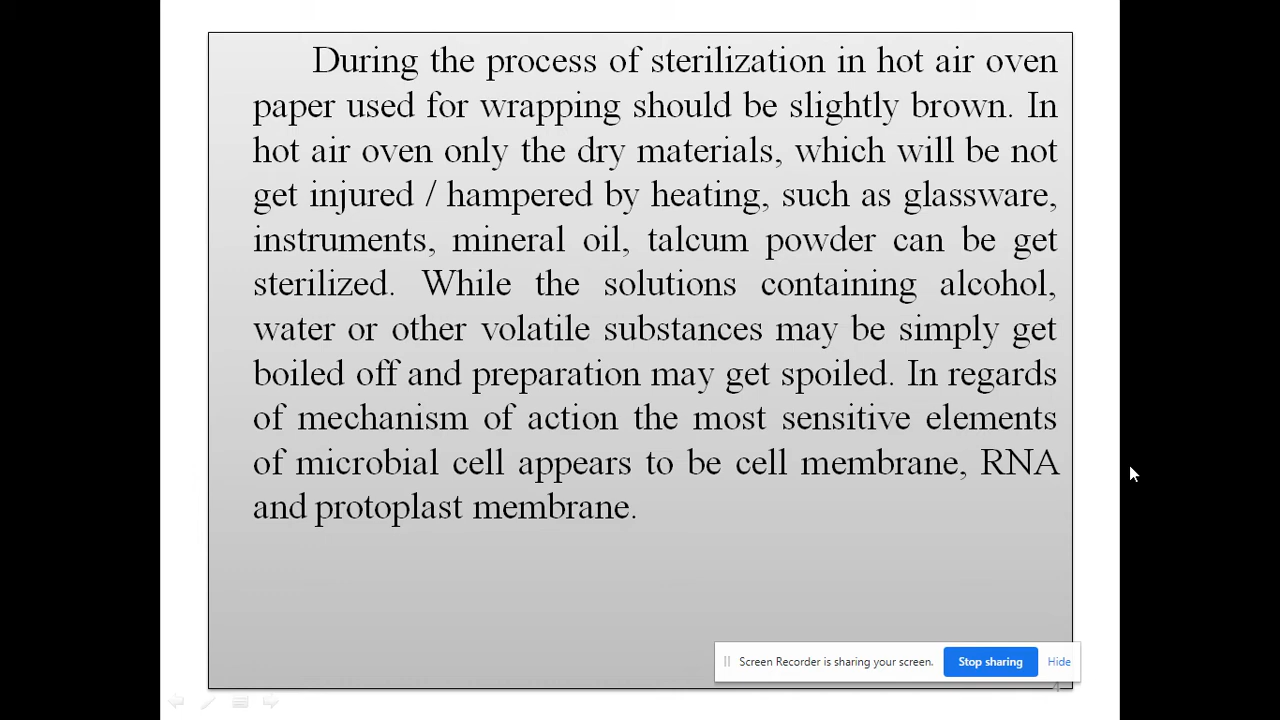 During the process of sterilization in hot air oven
paper used for wrapping should be slightly brown. In
hot air oven only the dry materials, which will be not
get injured / hampered by heating, such as glassware,
instruments, mineral oil, talcum powder can be get
sterilized. While the solutions containing alcohol,
water or other volatile substances may be simply get
boiled off and preparation may get spoiled. In regards
of mechanism of action the most sensitive elements
of microbial cell appears to be cell membrane, RNA
and protoplast membrane.
Screen Recorder is sharing your screen. Stop sharing Hide
4